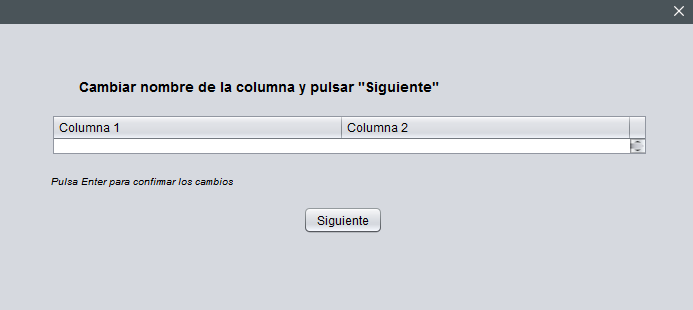 Cambiar nombre de la columna y pulsar "Siguiente"
Columna 1 Columna 2
Pulsa Enter para confirmar los cambios
Siguiente